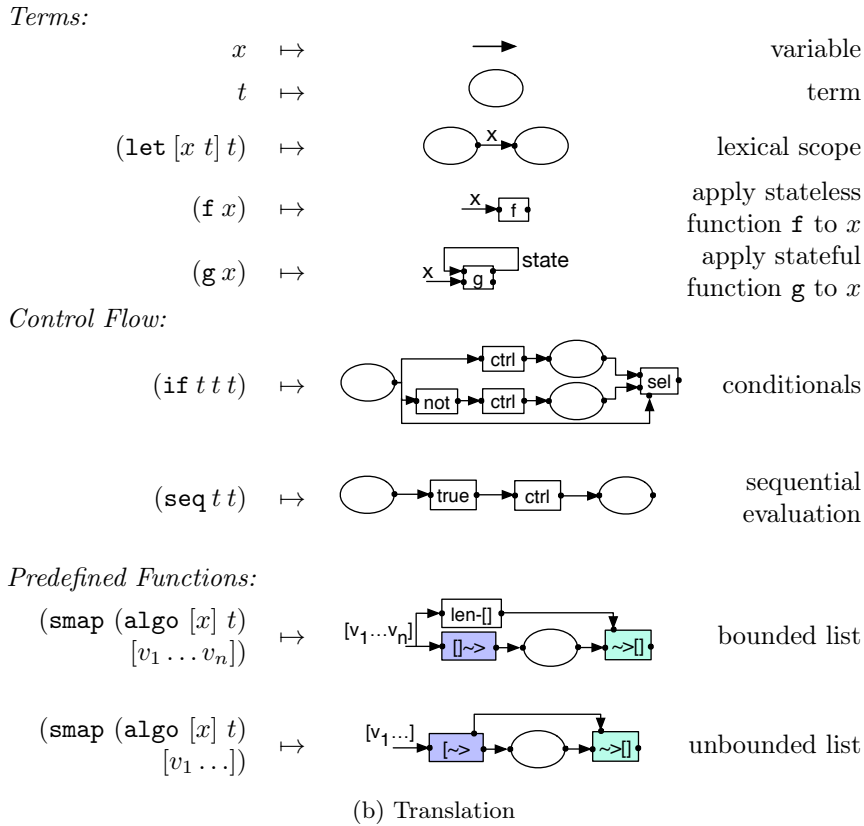 Terms:
x ↦ variable
t ↦ term
(let [x t] t) ↦ x lexical scope
(f x) ↦ x f apply stateless
function f to x
(g x) ↦ x g state apply stateful
function g to x
Control Flow:
(if t t t) ↦ ctrl not ctrl sel conditionals
(seq t t) ↦ true ctrl sequential
evaluation
Predefined Functions:
(smap (algo [x] t)
[v1 … vn]) ↦ [v1...vn] len-[] []~> ~>[] bounded list
(smap (algo [x] t)
[v1 …]) ↦ [v1...] [~> ~>[] unbounded list
(b) Translation